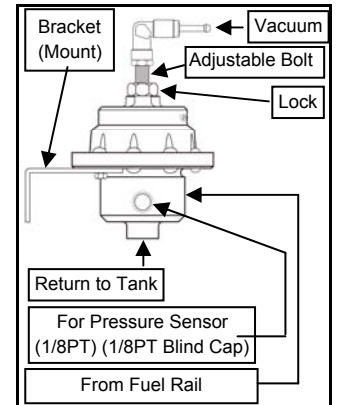 Bracket
(Mount)
Vacuum
Adjustable Bolt
Lock
Return to Tank
For Pressure Sensor
(1/8PT) (1/8PT Blind Cap)
From Fuel Rail